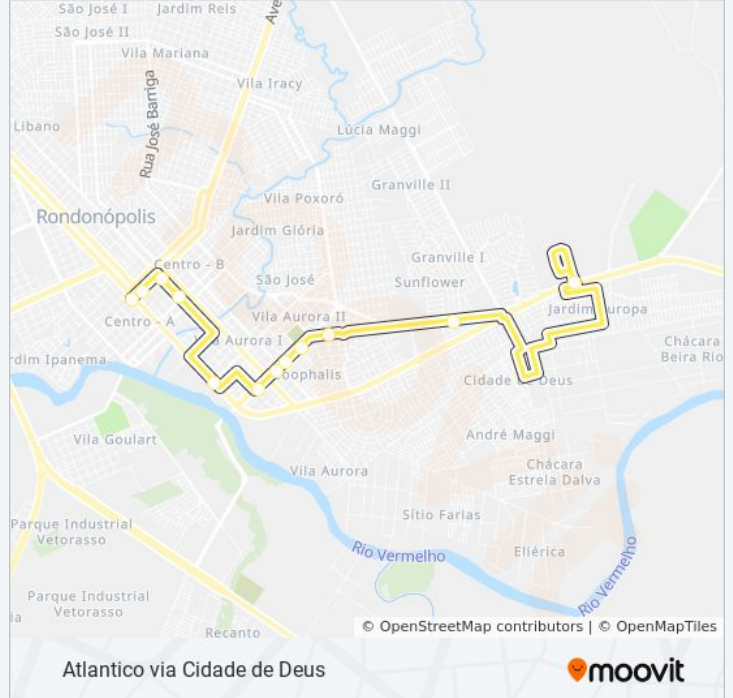 São José I
Jardim Reis
Ave
São José II
Vila Mariana
Vila Iracy
Rua José Barriga
Libano
Lúcia Maggi
Granville II
Vila Poxoró
Rondonópolis
Jardim Glória
Granville I
Centro - B
São José
Sunflower
Jardim Europa
Vila Aurora II
Centro - A
a Aurora I
Chácara
Beira Rio
rdim Ipanema
oophalis
Cidade de Deus
Vila Goulart
André Maggi
Vila Aurora
Chácara
Estrela Dalva
Sítio Farias
Parque Industrial
Vetorasso
Rio Vermelho
Eliérica
Rio Vermelho
Parque Industrial
Vetorasso
ia
Recanto
© OpenStreetMap contributors | © OpenMapTiles
Atlantico via Cidade de Deus
moovit